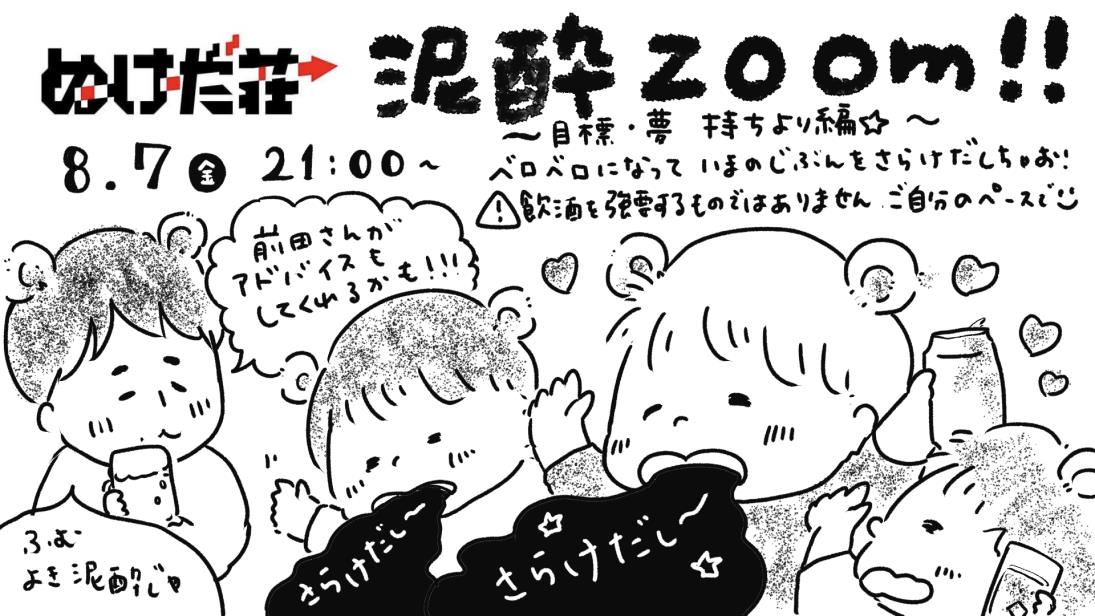 ぬけだ荘
泥酔zoom!!
〜目標・夢 持ちより編☆〜
8.7 金 21:00〜
ベロベロになって いまのじぶんをさらけだしちゃお!
⚠飲酒を強要するものではありません ご自分のペースで
前田さんが
アドバイスも
してくれるかも!!!
さらけだし〜
さらけだし〜
ふむ
よき泥酔じゃ